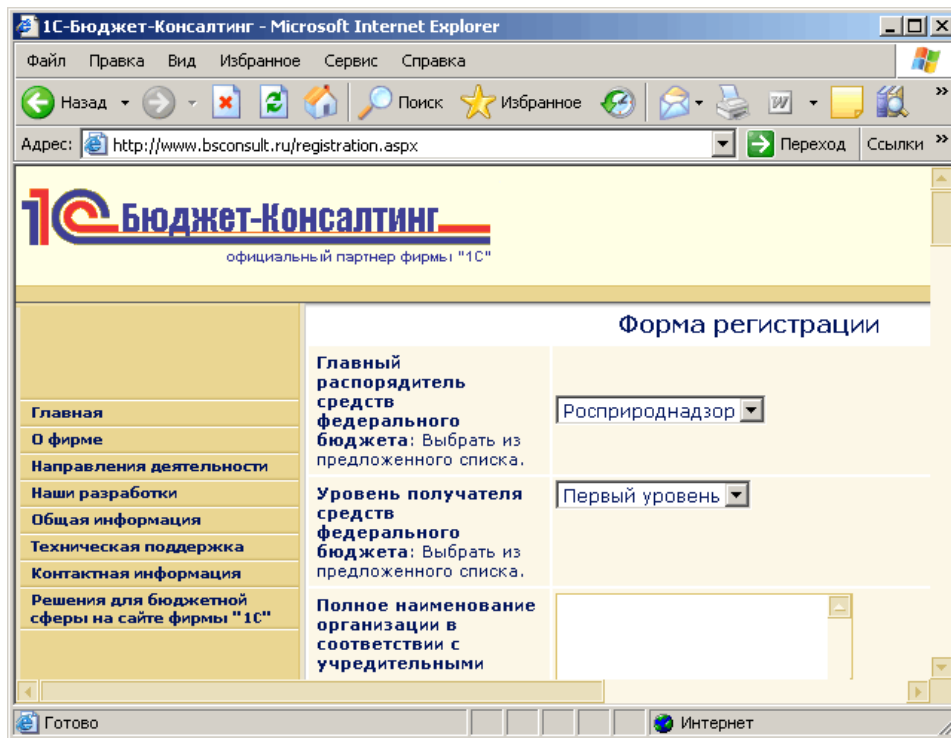 1С-Бюджет-Консалтинг - Microsoft Internet Explorer
Файл Правка Вид Избранное Сервис Справка
Назад Поиск Избранное
Адрес: http://www.bsconsult.ru/registration.aspx Переход Ссылки
1С Бюджет-Консалтинг
официальный партнер фирмы "1С"
Форма регистрации
Главная
О фирме
Направления деятельности
Наши разработки
Общая информация
Техническая поддержка
Контактная информация
Решения для бюджетной
сферы на сайте фирмы "1С"
Главный
распорядитель
средств
федерального
бюджета: Выбрать из
предложенного списка.
Росприроднадзор
Уровень получателя
средств
федерального
бюджета: Выбрать из
предложенного списка.
Первый уровень
Полное наименование
организации в
соответствии с
учредительными
Готово Интернет